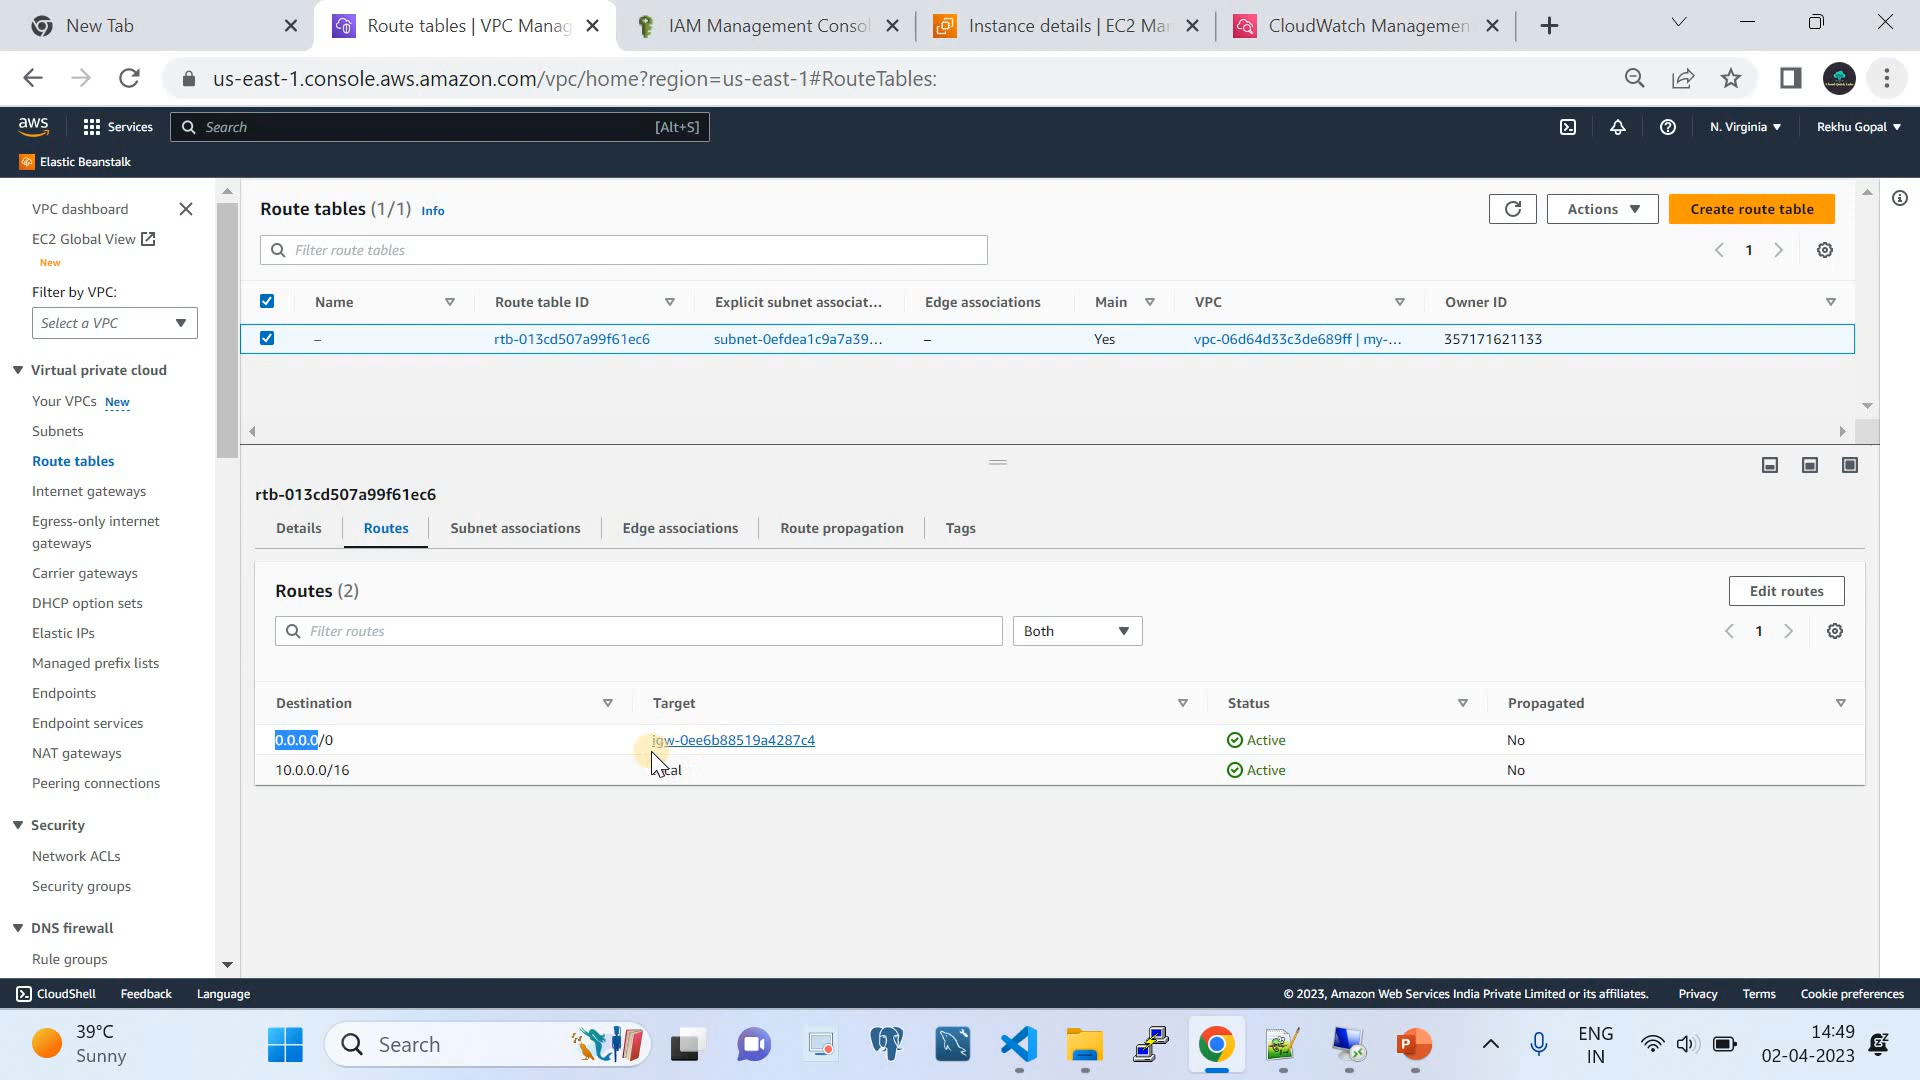 New Tab
Route tables | VPC Manag
IAM Management Consol
Instance details | EC2 Mar
CloudWatch Managemen
us-east-1.console.aws.amazon.com/vpc/home?region=us-east-1#RouteTables:
aws
Services
Search
[Alt+S]
N. Virginia
Rekhu Gopal
Elastic Beanstalk
VPC dashboard
EC2 Global View
New
Filter by VPC:
Select a VPC
Virtual private cloud
Your VPCs New
Subnets
Route tables
Internet gateways
Egress-only internet
gateways
Carrier gateways
DHCP option sets
Elastic IPs
Managed prefix lists
Endpoints
Endpoint services
NAT gateways
Peering connections
Security
Network ACLs
Security groups
DNS firewall
Rule groups
Route tables (1/1) Info
Actions
Create route table
Filter route tables
1
Name
Route table ID
Explicit subnet associat...
Edge associations
Main
VPC
Owner ID
–
rtb-013cd507a99f61ec6
subnet-0efdea1c9a7a39...
–
Yes
vpc-06d64d33c3de689ff | my-...
357171621133
rtb-013cd507a99f61ec6
Details
Routes
Subnet associations
Edge associations
Route propagation
Tags
Routes (2)
Edit routes
Filter routes
Both
1
Destination
Target
Status
Propagated
0.0.0.0/0
igw-0ee6b88519a4287c4
Active
No
10.0.0.0/16
Active
No
CloudShell
Feedback
Language
© 2023, Amazon Web Services India Private Limited or its affiliates.
Privacy
Terms
Cookie preferences
39°C
Sunny
Search
ENG
IN
14:49
02-04-2023